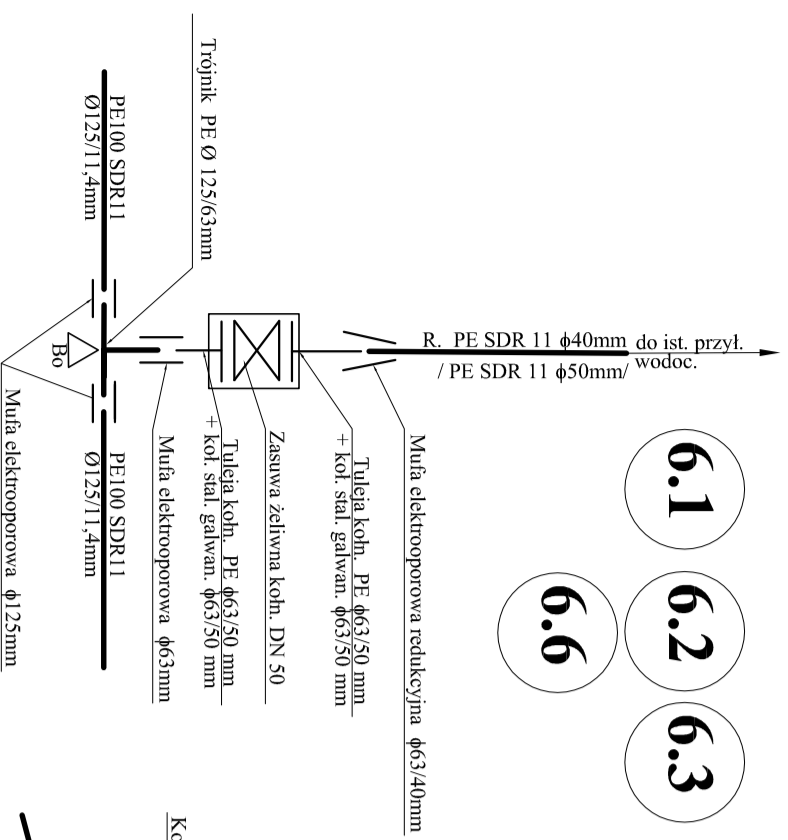 R. PE SDR 11 ϕ40mm
/ PE SDR 11 ϕ50mm/
do ist. przył.
wodoc.
6.1
6.2
6.3
6.6
Mufa elektrooporowa redukcyjna ϕ63/40mm
Tuleja kołn. PE ϕ63/50 mm
+ koł. stal. galwan. ϕ63/50 mm
Zasuwa żeliwna kołn. DN 50
Tuleja kołn. PE ϕ63/50 mm
+ koł. stal. galwan. ϕ63/50 mm
Mufa elektrooporowa ϕ63mm
Trójnik PE Ø 125/63mm
PE100 SDR11
Ø125/11,4mm
Bo
PE100 SDR11
Ø125/11,4mm
Mufa elektrooporowa ϕ125mm